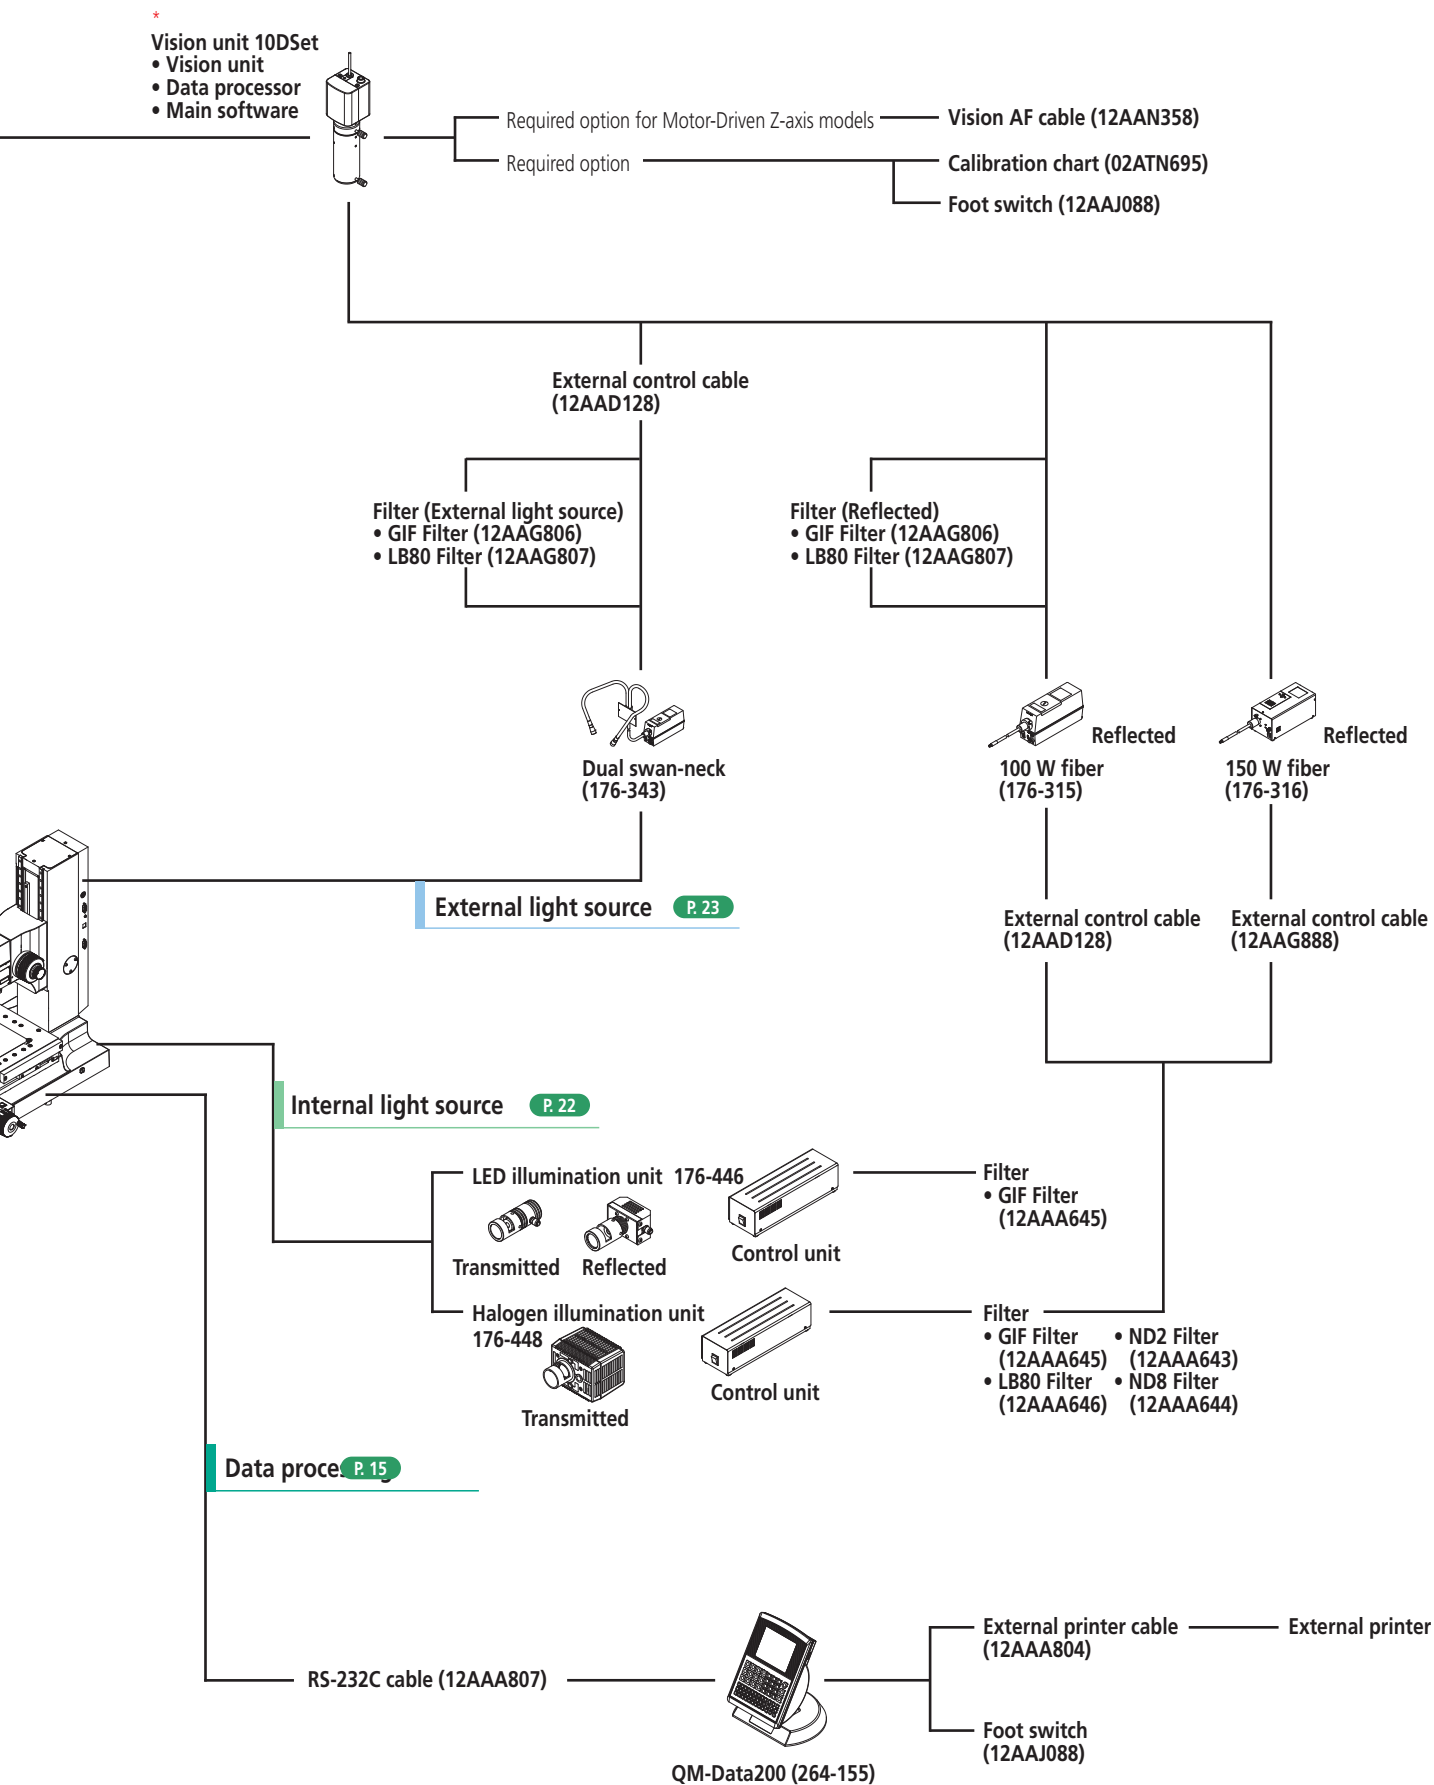 *
Vision unit 10DSet
• Vision unit
• Data processor
• Main software
Required option for Motor-Driven Z-axis models
Vision AF cable (12AAN358)
Required option
Calibration chart (02ATN695)
Foot switch (12AAJ088)
External control cable
(12AAD128)
Filter (External light source)
• GIF Filter (12AAG806)
• LB80 Filter (12AAG807)
Filter (Reflected)
• GIF Filter (12AAG806)
• LB80 Filter (12AAG807)
Dual swan-neck
(176-343)
Reflected
100 W fiber
(176-315)
Reflected
150 W fiber
(176-316)
External light source P. 23
External control cable
(12AAD128)
External control cable
(12AAG888)
Internal light source P. 22
LED illumination unit 176-446
Transmitted
Reflected
Control unit
Filter
• GIF Filter
(12AAA645)
Halogen illumination unit
176-448
Transmitted
Control unit
Filter
• GIF Filter
(12AAA645)
• LB80 Filter
(12AAA646)
• ND2 Filter
(12AAA643)
• ND8 Filter
(12AAA644)
Data P. 15
RS-232C cable (12AAA807)
QM-Data200 (264-155)
External printer cable
(12AAA804)
External printer
Foot switch
(12AAJ088)